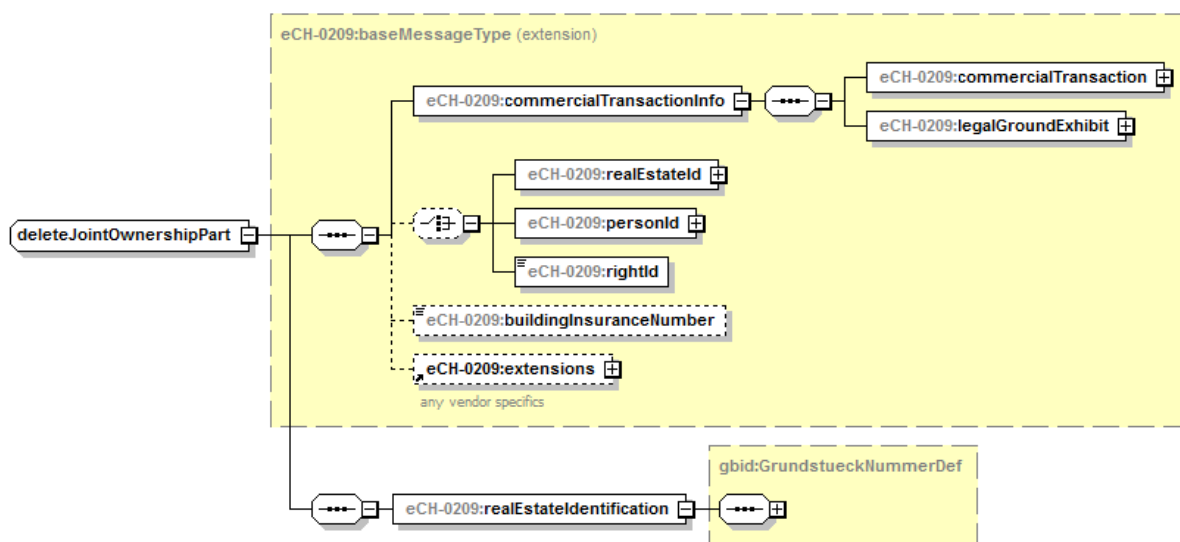 eCH-0209:baseMessageType (extension)
eCH-0209:commercialTransactionInfo
eCH-0209:commercialTransaction
eCH-0209:legalGroundExhibit
eCH-0209:realEstateId
eCH-0209:personId
eCH-0209:rightId
deleteJointOwnershipPart
eCH-0209:buildingInsuranceNumber
eCH-0209:extensions
any vendor specifics
gbid:GrundstueckNummerDef
eCH-0209:realEstateIdentification